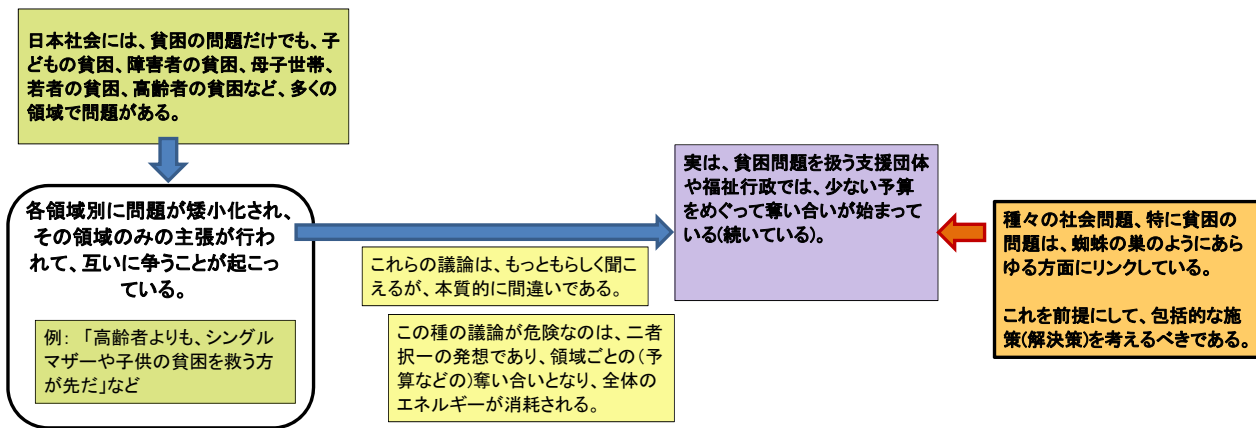 日本社会には、貧困の問題だけでも、子
どもの貧困、障害者の貧困、母子世帯、
若者の貧困、高齢者の貧困など、多くの
領域で問題がある。
各領域別に問題が矮小化され、
その領域のみの主張が行わ
れて、互いに争うことが起こっ
ている。
例: 「高齢者よりも、シングル
マザーや子供の貧困を救う方
が先だ」など
これらの議論は、もっともらしく聞こ
えるが、本質的に間違いである。
この種の議論が危険なのは、二者
択一の発想であり、領域ごとの(予
算などの)奪い合いとなり、全体の
エネルギーが消耗される。
実は、貧困問題を扱う支援団体
や福祉行政では、少ない予算
をめぐって奪い合いが始まって
いる(続いている)。
種々の社会問題、特に貧困の
問題は、蜘蛛の巣のようにあら
ゆる方面にリンクしている。
これを前提にして、包括的な施
策(解決策)を考えるべきである。